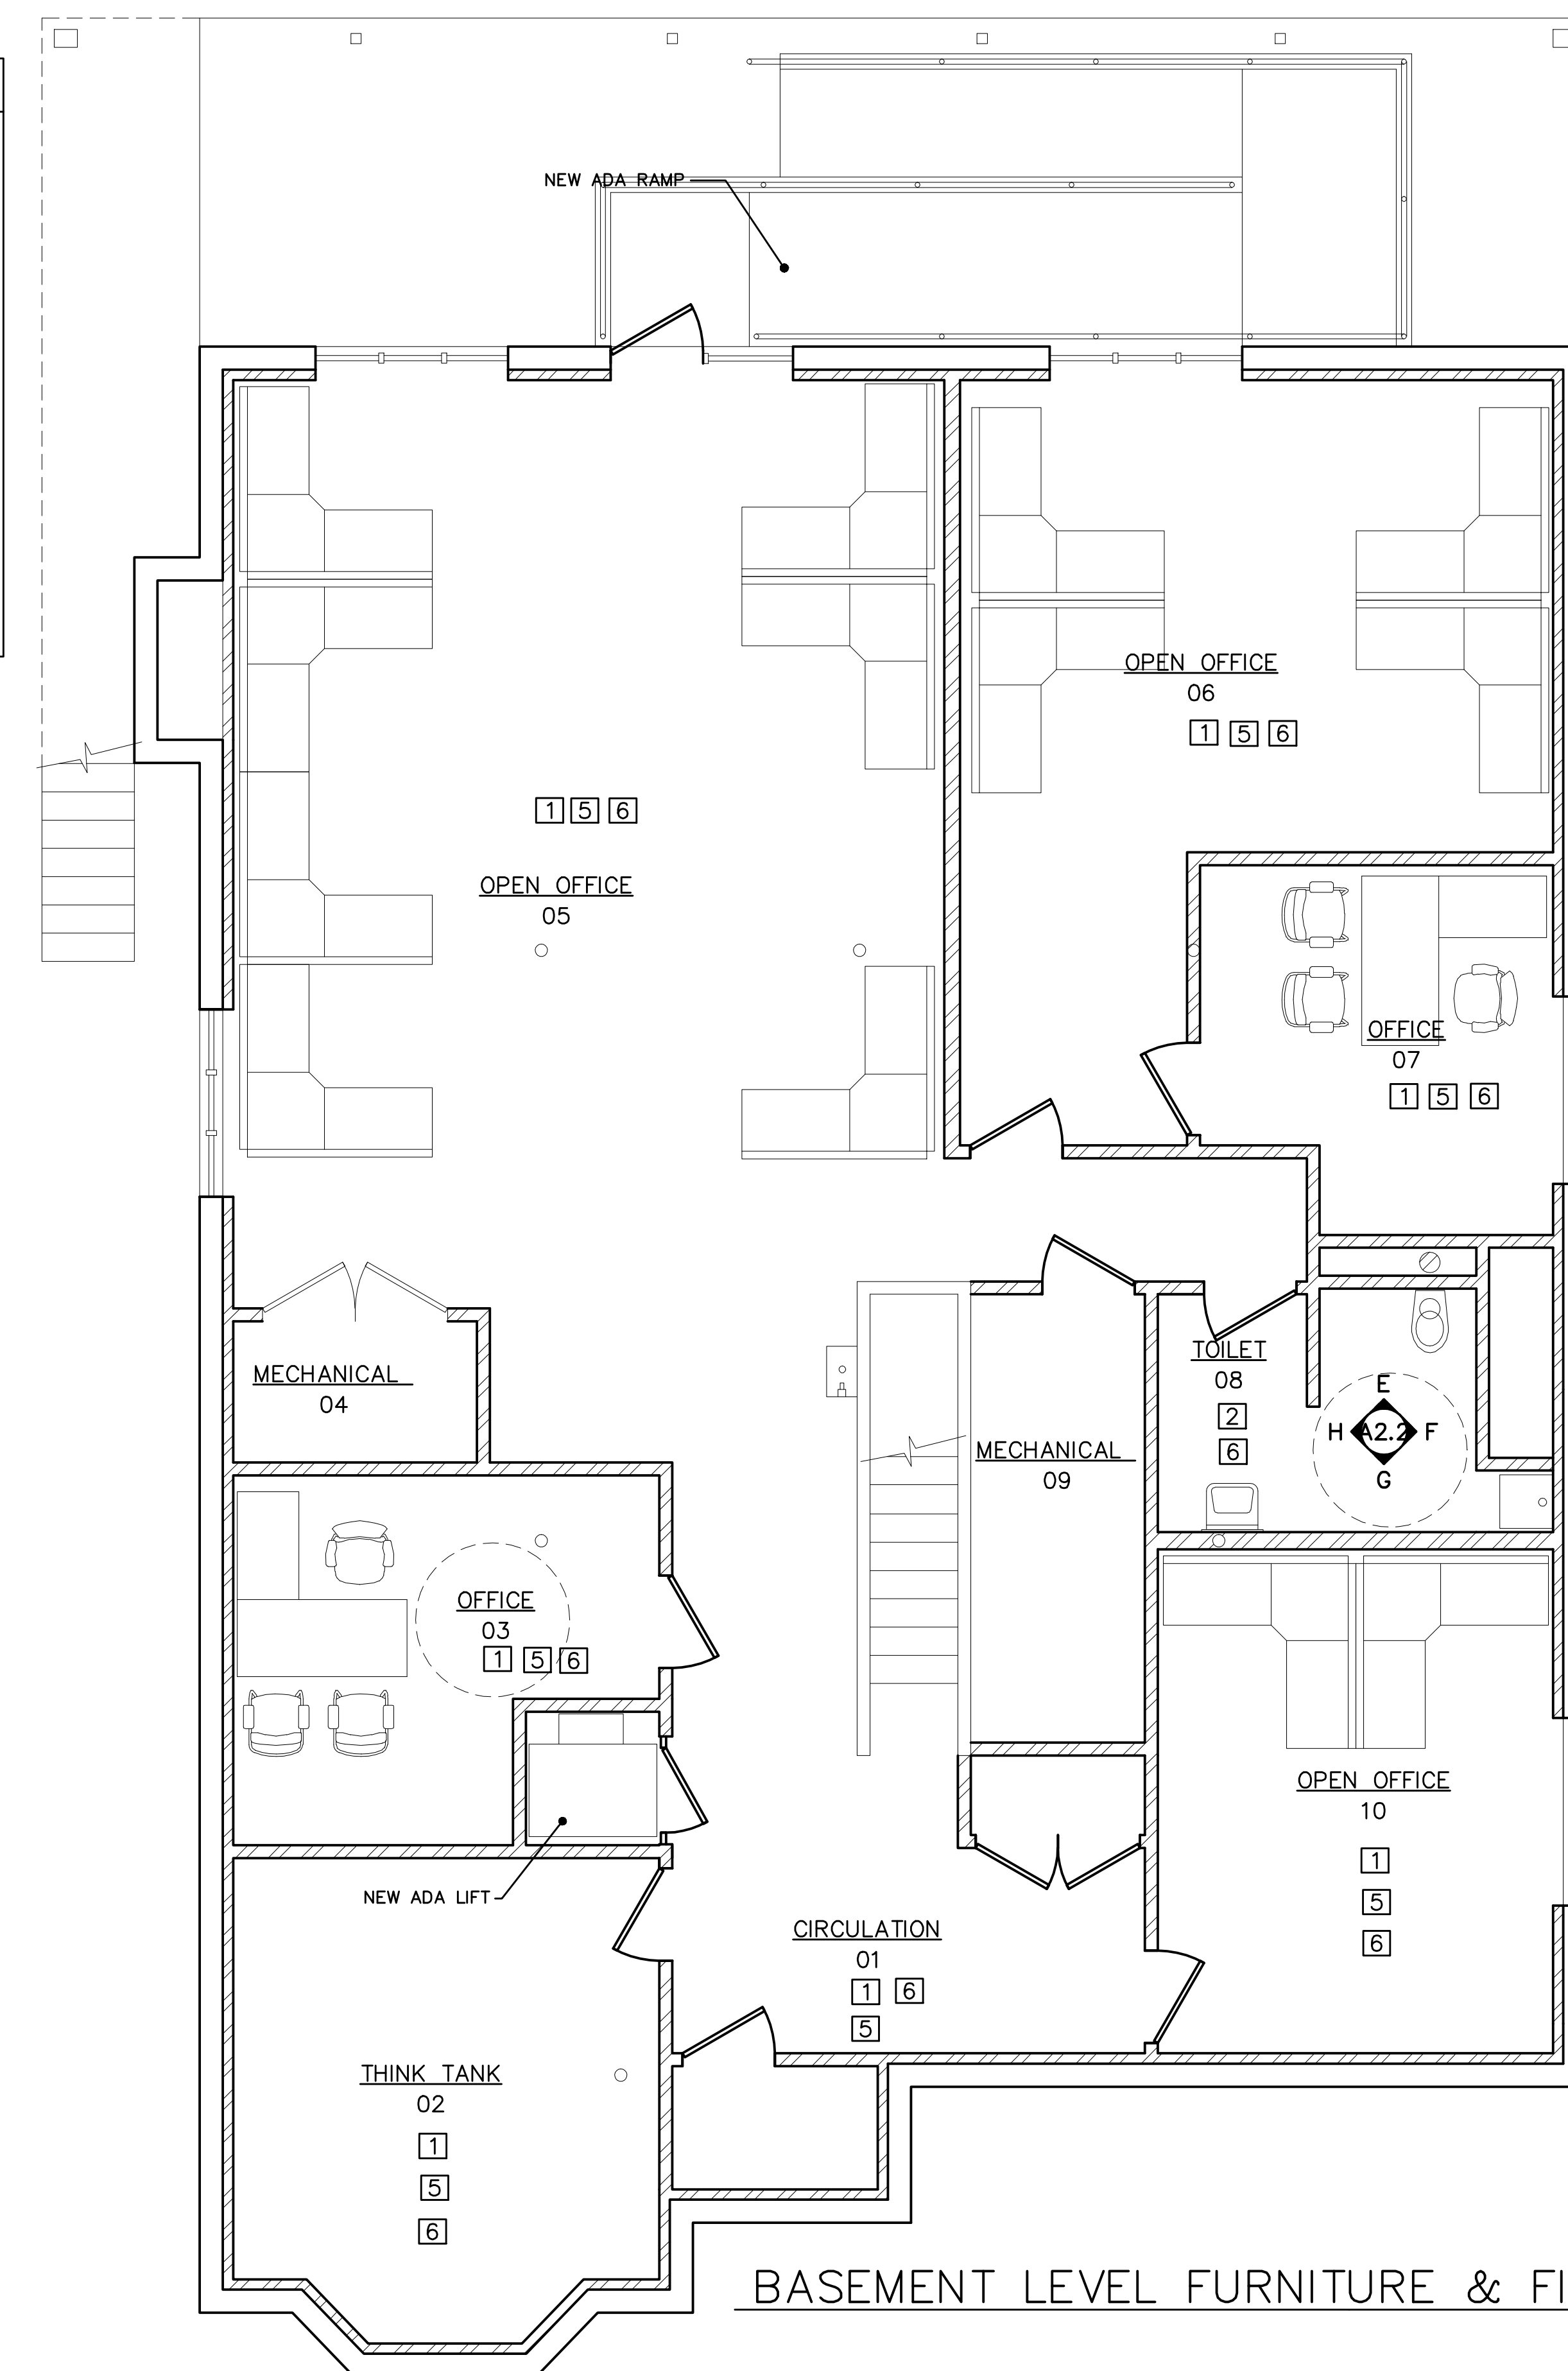 NEW ADA RAMP
OPEN OFFICE
06
1 5 6
1 5 6
OPEN OFFICE
05
OFFICE
07
1 5 6
MECHANICAL
04
TOILET
08
2
6
E
H A2.2 F
G
MECHANICAL
09
OFFICE
03
1 5 6
OPEN OFFICE
10
1
5
6
NEW ADA LIFT
CIRCULATION
01
1 6
5
THINK TANK
02
1
5
6
BASEMENT LEVEL FURNITURE & FI